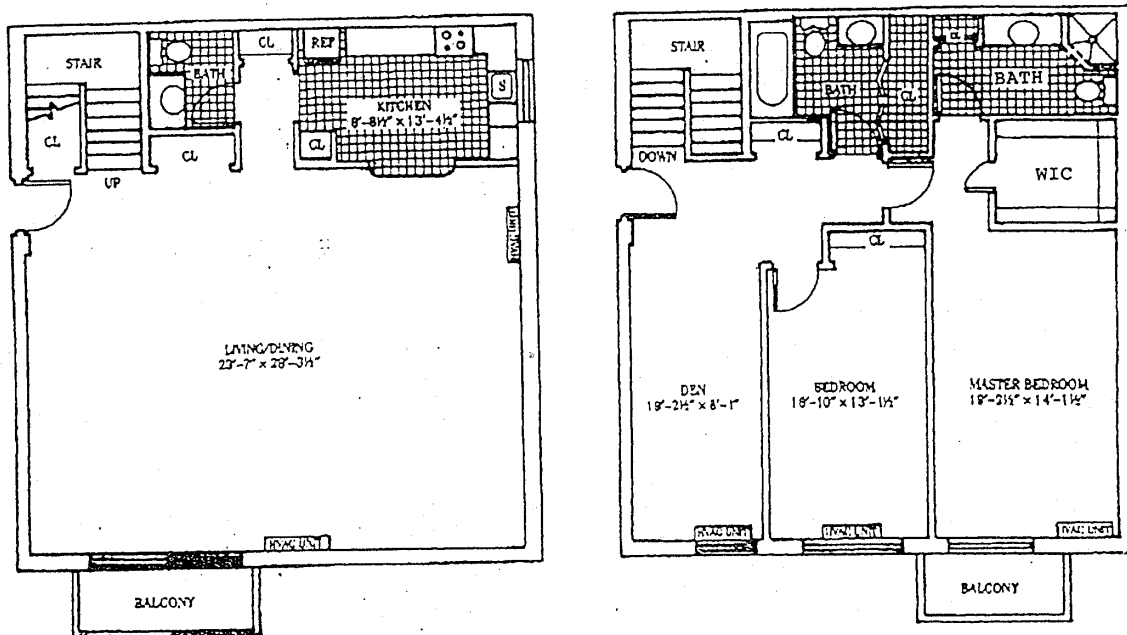 STAIR
CL
UP
BATH
CL
CL
REF
KITCHEN
8'-8½" x 13'-4½"
S
CL
HVAC UNIT
LIVING/DINING
23'-7" x 28'-3½"
HVAC UNIT
BALCONY
STAIR
DOWN
CL
BATH
CL
CL
BATH
WIC
CL
DEN
19'-2½" x 8'-1"
BEDROOM
16'-10" x 13'-1½"
MASTER BEDROOM
19'-2½" x 14'-1½"
HVAC UNIT
HVAC UNIT
HVAC UNIT
BALCONY